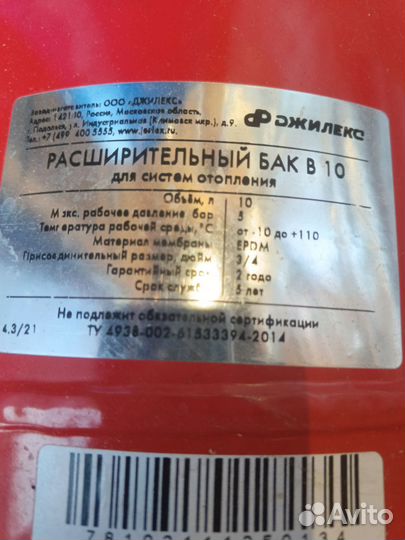 Завод-изготовитель: ООО «ДЖИЛЕКС»
Адрес: 142110, Россия, Московская область,
г. Подольск, ул. Индустриальная (Климовск мкр.), д.9.
Тел.: +7(499) 400 5555, www.jeelex.ru.
ДЖИЛЕКС
РАСШИРИТЕЛЬНЫЙ БАК В 10
для систем отопления
Объём, л 10
Макс. рабочее давление, бар 5
Температура рабочей среды, °С от -10 до +110
Материал мембраны EPDM
Присоединительный размер, дюйм 3/4
Гарантийный срок 2 года
Срок службы 5 лет
Не подлежит обязательной сертификации
4.3/21 ТУ 4938-002-61533394-2014
Avito